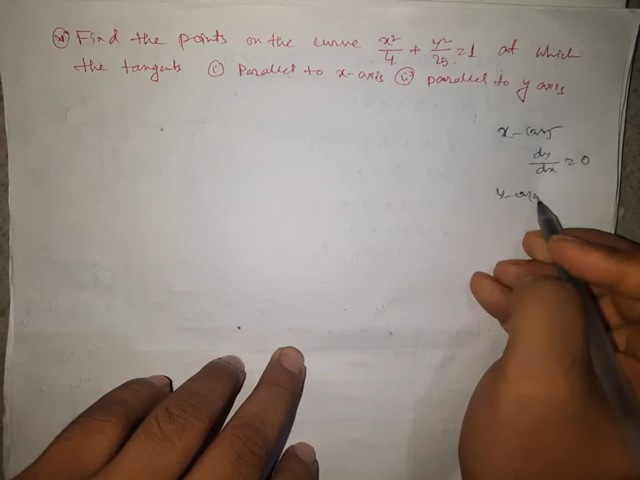 Find the points on the curve x²/4 + y²/25 = 1 at which
the tangents (i) parallel to x-axis (ii) parallel to y axis
x-axis
dy/dx = 0
y-axis